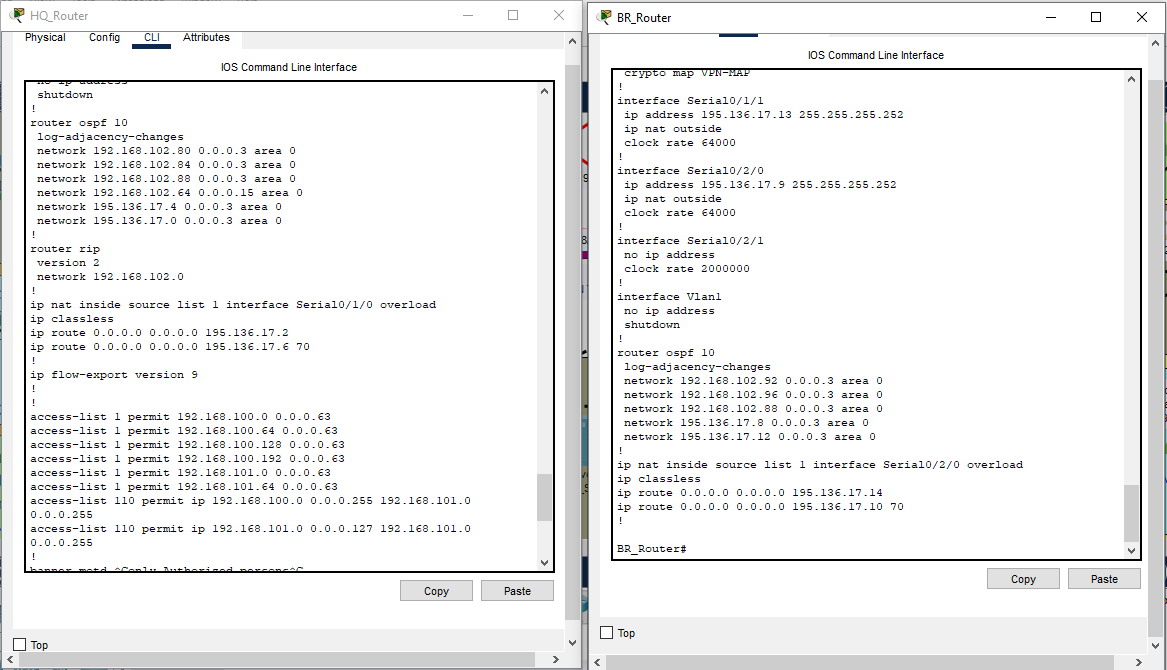 HQ_Router
Physical Config CLI Attributes
IOS Command Line Interface
no ip address
shutdown
!
router ospf 10
log-adjacency-changes
network 192.168.102.80 0.0.0.3 area 0
network 192.168.102.84 0.0.0.3 area 0
network 192.168.102.88 0.0.0.3 area 0
network 192.168.102.64 0.0.0.15 area 0
network 195.136.17.4 0.0.0.3 area 0
network 195.136.17.0 0.0.0.3 area 0
!
router rip
version 2
network 192.168.102.0
!
ip nat inside source list 1 interface Serial0/1/0 overload
ip classless
ip route 0.0.0.0 0.0.0.0 195.136.17.2
ip route 0.0.0.0 0.0.0.0 195.136.17.6 70
!
ip flow-export version 9
!
!
access-list 1 permit 192.168.100.0 0.0.0.63
access-list 1 permit 192.168.100.64 0.0.0.63
access-list 1 permit 192.168.100.128 0.0.0.63
access-list 1 permit 192.168.100.192 0.0.0.63
access-list 1 permit 192.168.101.0 0.0.0.63
access-list 1 permit 192.168.101.64 0.0.0.63
access-list 110 permit ip 192.168.100.0 0.0.0.255 192.168.101.0
0.0.0.255
access-list 110 permit ip 192.168.101.0 0.0.0.127 192.168.101.0
0.0.0.255
!
banner motd ^Conly Authorized persons^C
Copy
Paste
Top
BR_Router
IOS Command Line Interface
crypto map VPN-MAP
!
interface Serial0/1/1
ip address 195.136.17.13 255.255.255.252
ip nat outside
clock rate 64000
!
interface Serial0/2/0
ip address 195.136.17.9 255.255.255.252
ip nat outside
clock rate 64000
!
interface Serial0/2/1
no ip address
clock rate 2000000
!
interface Vlan1
no ip address
shutdown
!
router ospf 10
log-adjacency-changes
network 192.168.102.92 0.0.0.3 area 0
network 192.168.102.96 0.0.0.3 area 0
network 192.168.102.88 0.0.0.3 area 0
network 195.136.17.8 0.0.0.3 area 0
network 195.136.17.12 0.0.0.3 area 0
!
ip nat inside source list 1 interface Serial0/2/0 overload
ip classless
ip route 0.0.0.0 0.0.0.0 195.136.17.14
ip route 0.0.0.0 0.0.0.0 195.136.17.10 70
!
BR_Router#
Copy
Paste
Top